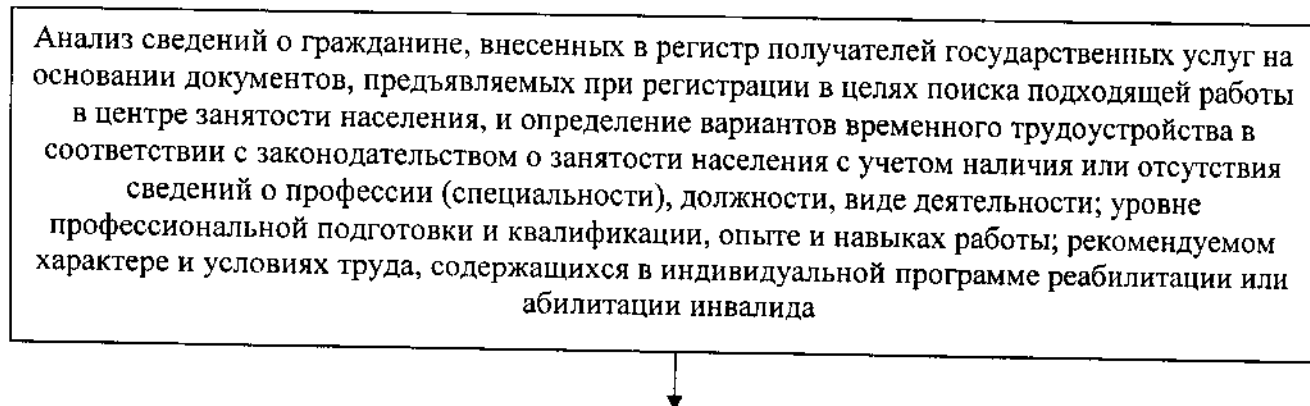 Анализ сведений о гражданине, внесенных в регистр получателей государственных услуг на
основании документов, предъявляемых при регистрации в целях поиска подходящей работы
в центре занятости населения, и определение вариантов временного трудоустройства в
соответствии с законодательством о занятости населения с учетом наличия или отсутствия
сведений о профессии (специальности), должности, виде деятельности; уровне
профессиональной подготовки и квалификации, опыте и навыках работы; рекомендуемом
характере и условиях труда, содержащихся в индивидуальной программе реабилитации или
абилитации инвалида